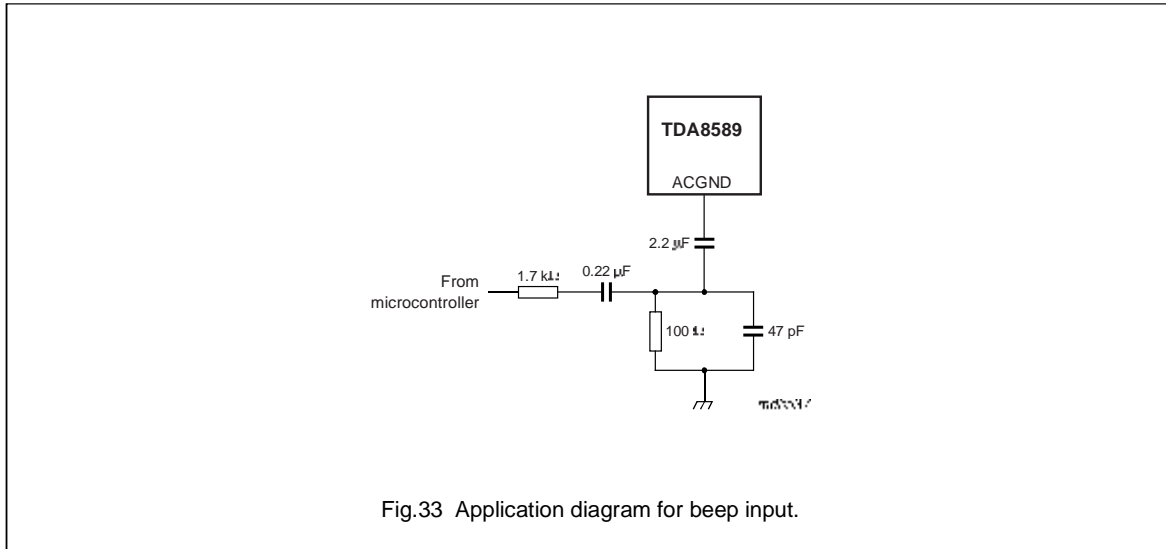 TDA8589
ACGND
2.2 µF
From
microcontroller
1.7 kΩ
0.22 µF
100 Ω
47 pF
Fig.33 Application diagram for beep input.